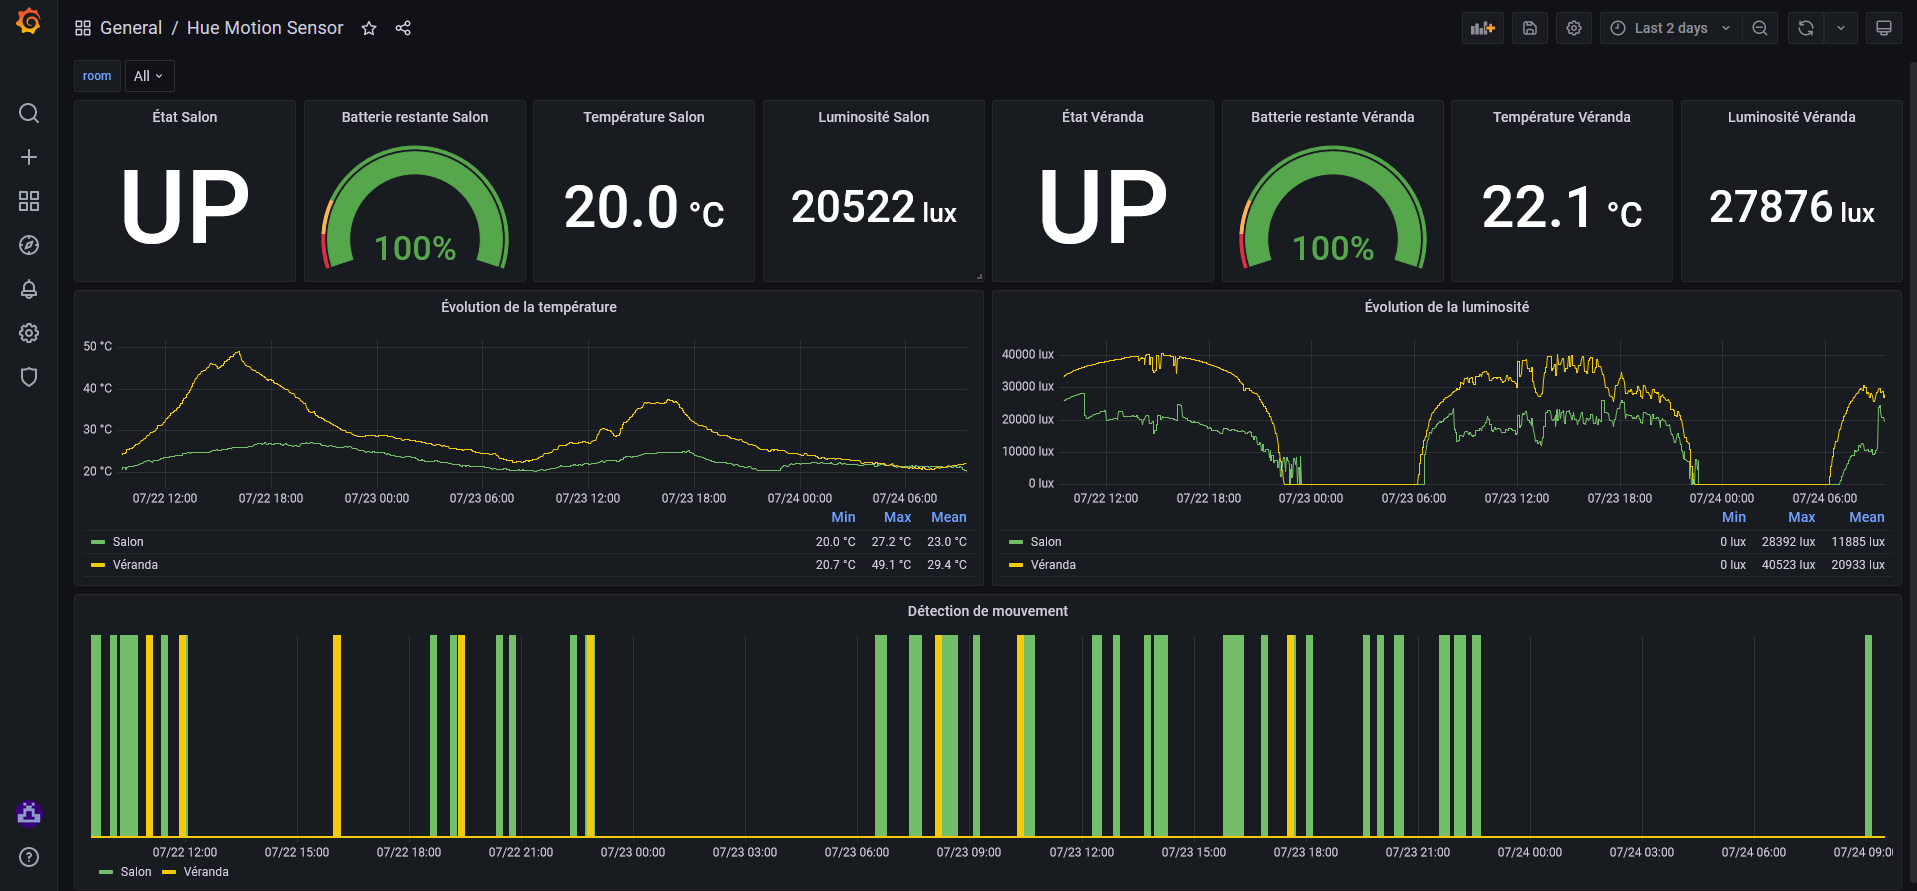 General / Hue Motion Sensor
Last 2 days
room All
État Salon
UP
Batterie restante Salon
100%
Température Salon
20.0 °C
Luminosité Salon
20522 lux
État Véranda
UP
Batterie restante Véranda
100%
Température Véranda
22.1 °C
Luminosité Véranda
27876 lux
Évolution de la température
50 °C
40 °C
30 °C
20 °C
07/22 12:00 07/22 18:00 07/23 00:00 07/23 06:00 07/23 12:00 07/23 18:00 07/24 00:00 07/24 06:00
Min Max Mean
Salon 20.0 °C 27.2 °C 23.0 °C
Véranda 20.7 °C 49.1 °C 29.4 °C
Évolution de la luminosité
40000 lux
30000 lux
20000 lux
10000 lux
0 lux
07/22 12:00 07/22 18:00 07/23 00:00 07/23 06:00 07/23 12:00 07/23 18:00 07/24 00:00 07/24 06:00
Min Max Mean
Salon 0 lux 28392 lux 11885 lux
Véranda 0 lux 40523 lux 20933 lux
Détection de mouvement
07/22 12:00 07/22 15:00 07/22 18:00 07/22 21:00 07/23 00:00 07/23 03:00 07/23 06:00 07/23 09:00 07/23 12:00 07/23 15:00 07/23 18:00 07/23 21:00 07/24 00:00 07/24 03:00 07/24 06:00 07/24 09:0
Salon Véranda